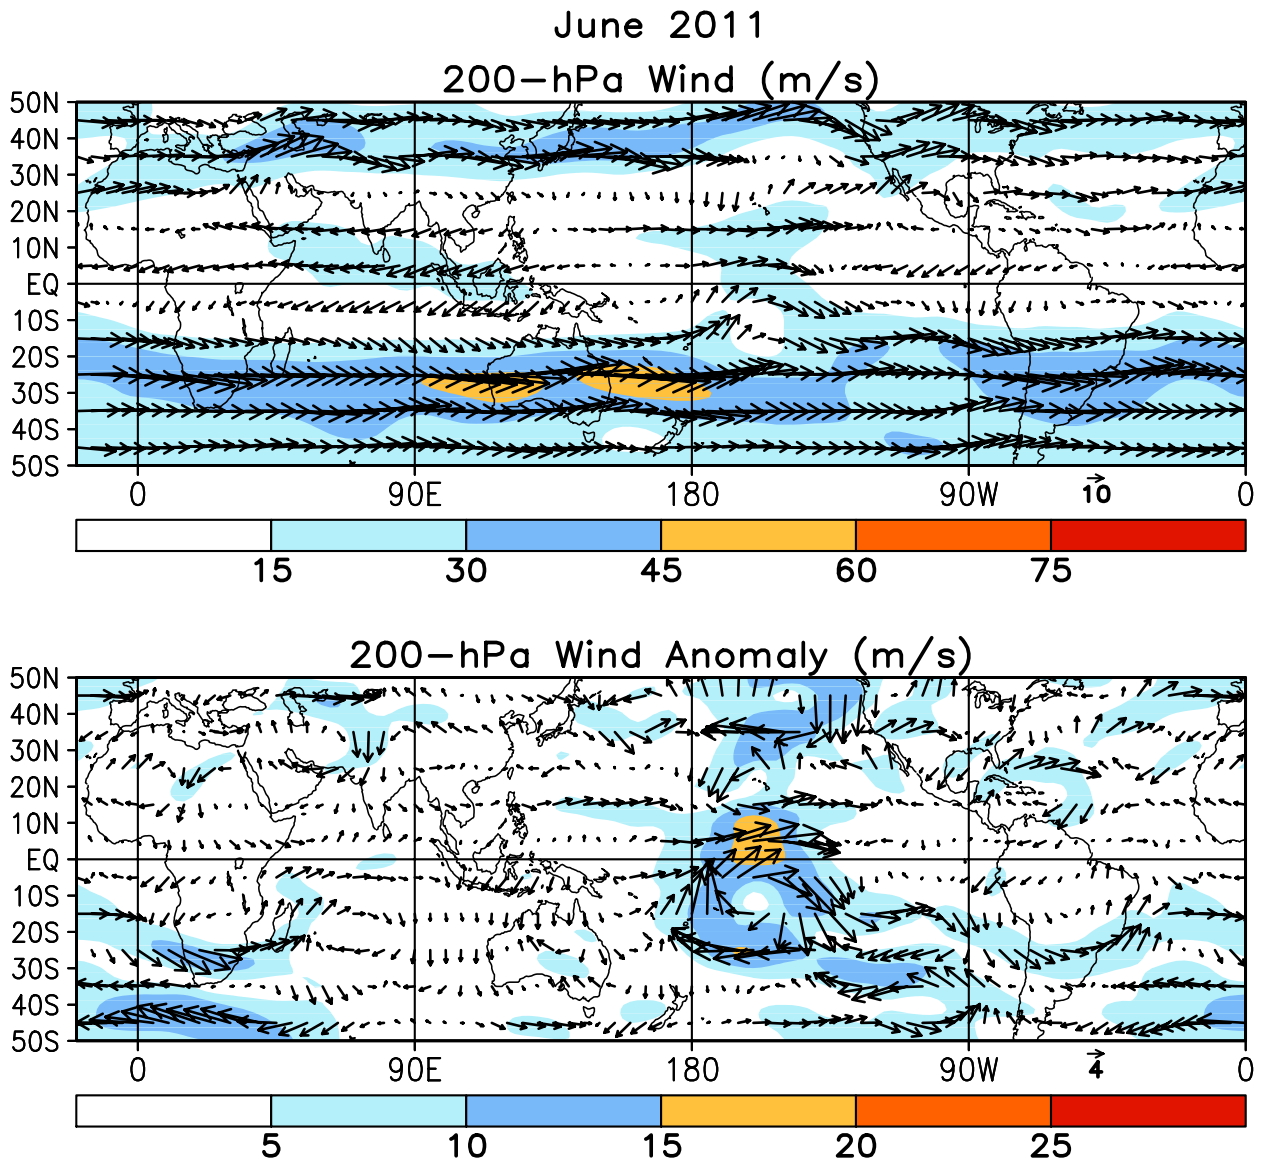 June 2011
200-hPa Wind (m/s)
50N
40N
30N
20N
10N
EQ
10S
20S
30S
40S
50S
0 90E 180 90W 10 0
15 30 45 60 75
200-hPa Wind Anomaly (m/s)
50N
40N
30N
20N
10N
EQ
10S
20S
30S
40S
50S
0 90E 180 90W 4 0
5 10 15 20 25